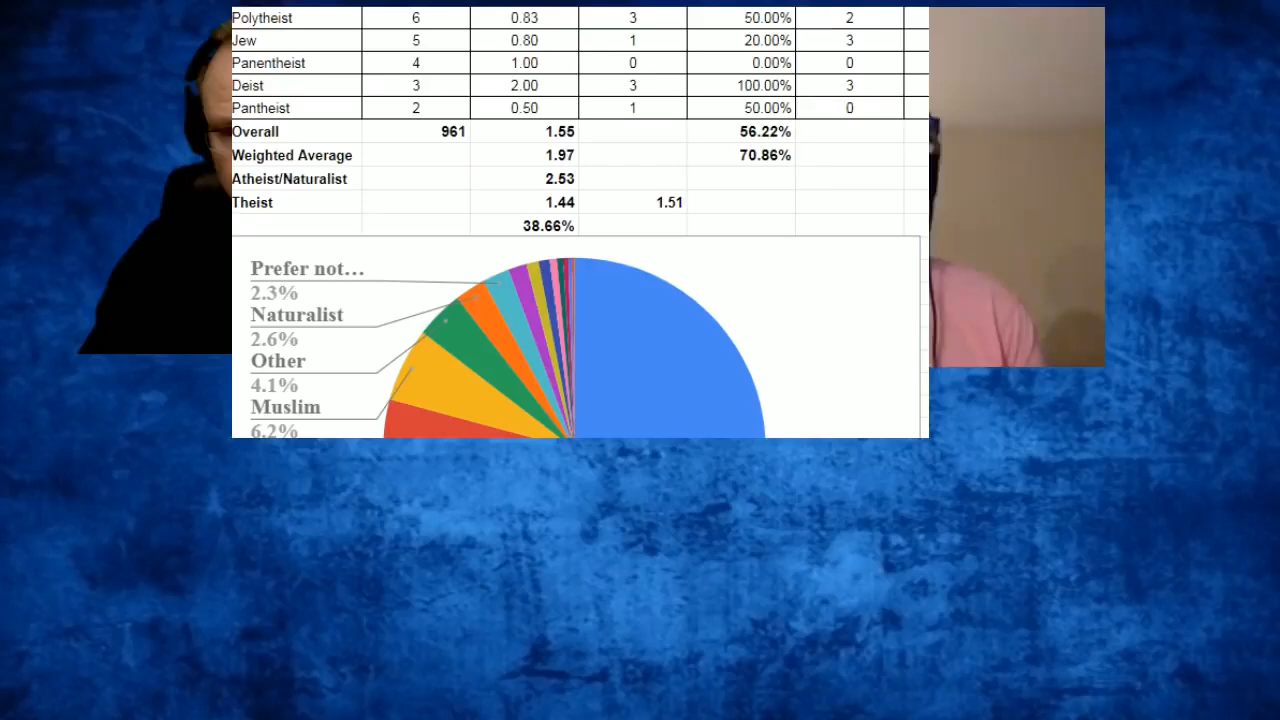 Polytheist 6 0.83 3 50.00% 2
Jew 5 0.80 1 20.00% 3
Panentheist 4 1.00 0 0.00% 0
Deist 3 2.00 3 100.00% 3
Pantheist 2 0.50 1 50.00% 0
Overall 961 1.55 56.22%
Weighted Average 1.97 70.86%
Atheist/Naturalist 2.53
Theist 1.44 1.51
38.66%
Prefer not...
2.3%
Naturalist
2.6%
Other
4.1%
Muslim
6.2%